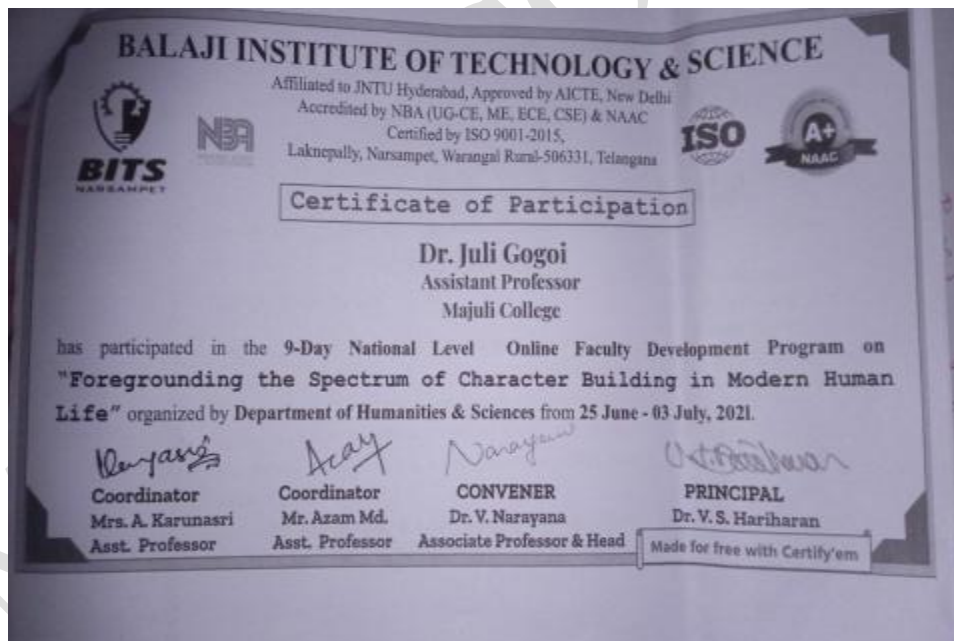 BALAJI INSTITUTE OF TECHNOLOGY & SCIENCE
Affiliated to JNTU Hyderabad, Approved by AICTE, New Delhi
Accredited by NBA (UG-CE, ME, ECE, CSE) & NAAC
Certified by ISO 9001-2015,
Laknepally, Narsampet, Warangal Rural-506331, Telangana
BITS
NARSAMPET
NBA
ISO
A+
NAAC
Certificate of Participation
Dr. Juli Gogoi
Assistant Professor
Majuli College
has participated in the 9-Day National Level Online Faculty Development Program on
"Foregrounding the Spectrum of Character Building in Modern Human
Life" organized by Department of Humanities & Sciences from 25 June - 03 July, 2021.
Coordinator
Mrs. A. Karunasri
Asst. Professor
Coordinator
Mr. Azam Md.
Asst. Professor
Narayana
CONVENER
Dr. V. Narayana
Associate Professor & Head
PRINCIPAL
Dr. V. S. Hariharan
Made for free with Certify'em